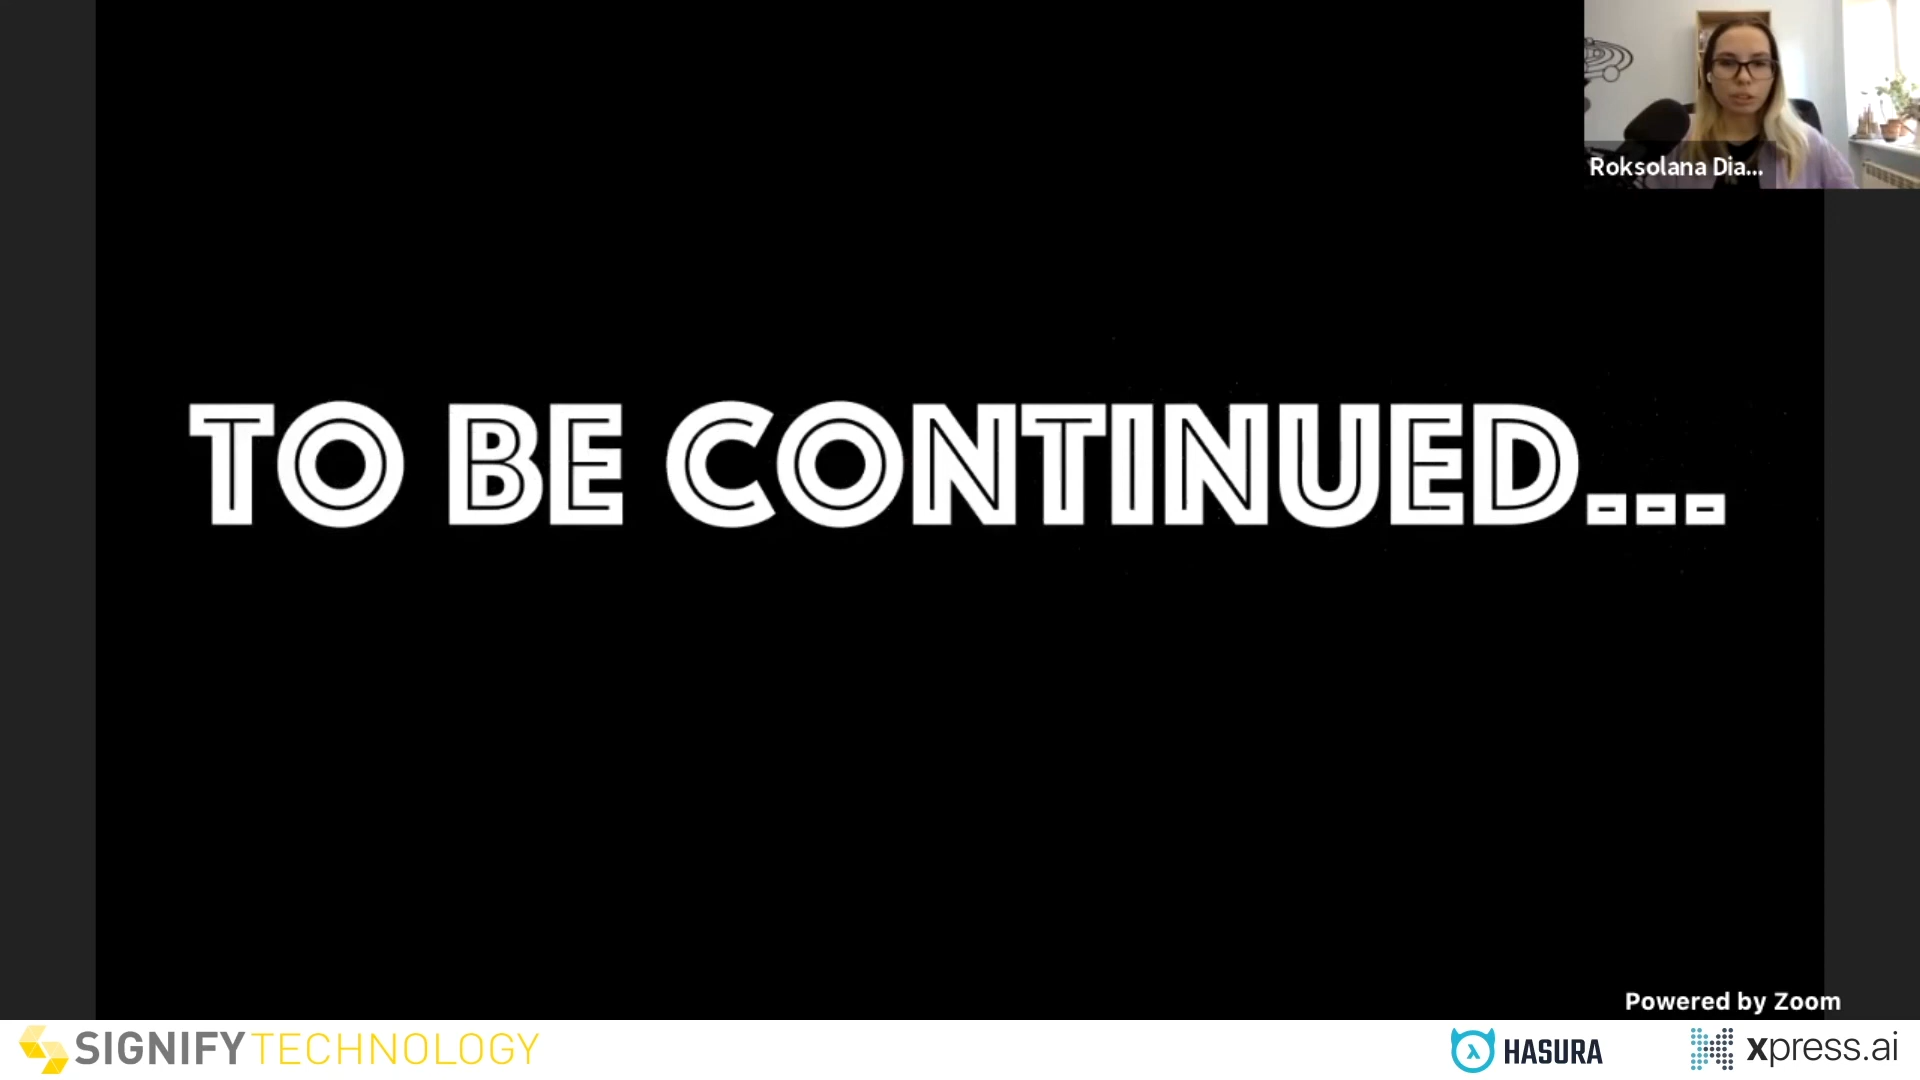 Roksolana Dia...
TO BE CONTINUED...
Powered by Zoom
SIGNIFY TECHNOLOGY
HASURA
xpress.ai